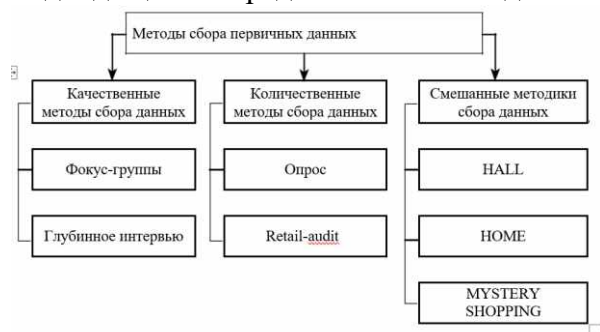 Методы сбора первичных данных
Качественные
методы сбора данных
Количественные
методы сбора данных
Смешанные методики
сбора данных
Фокус-группы
Опрос
HALL
Глубинное интервью
Retail-audit
HOME
MYSTERY
SHOPPING